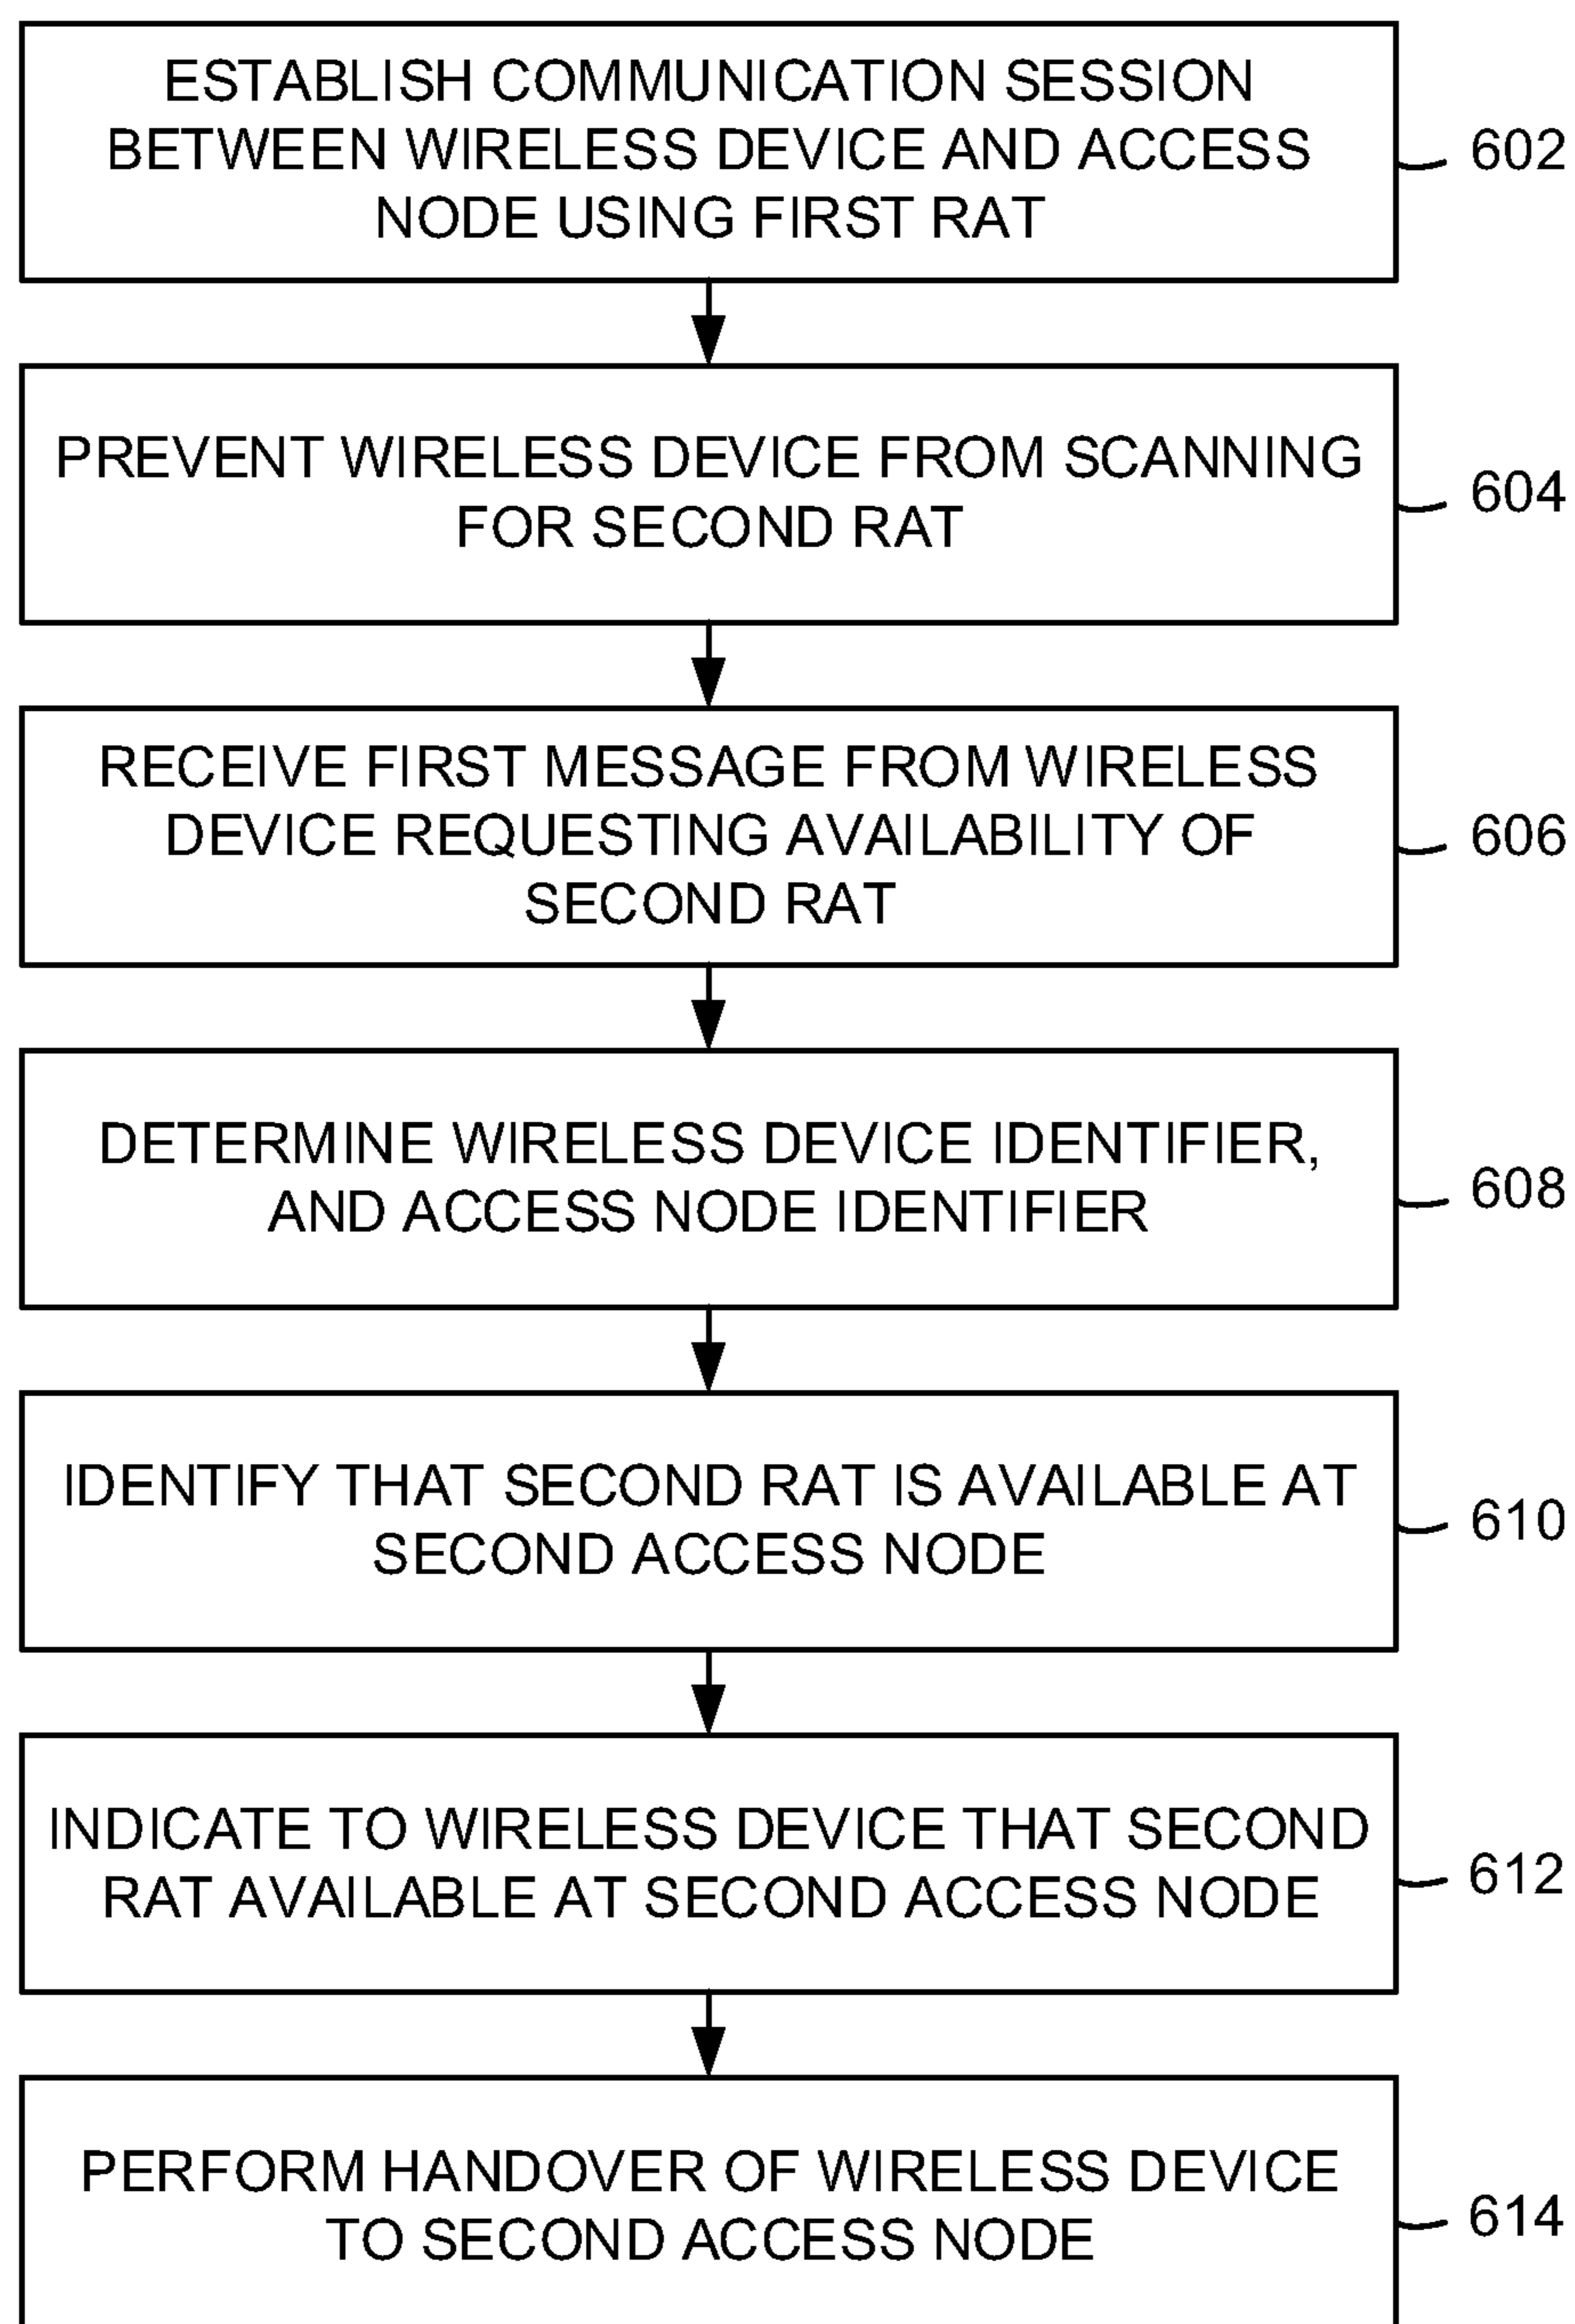 ESTABLISH COMMUNICATION SESSION
BETWEEN WIRELESS DEVICE AND ACCESS
NODE USING FIRST RAT
602
PREVENT WIRELESS DEVICE FROM SCANNING
FOR SECOND RAT
604
RECEIVE FIRST MESSAGE FROM WIRELESS
DEVICE REQUESTING AVAILABILITY OF
SECOND RAT
606
DETERMINE WIRELESS DEVICE IDENTIFIER,
AND ACCESS NODE IDENTIFIER
608
IDENTIFY THAT SECOND RAT IS AVAILABLE AT
SECOND ACCESS NODE
610
INDICATE TO WIRELESS DEVICE THAT SECOND
RAT AVAILABLE AT SECOND ACCESS NODE
612
PERFORM HANDOVER OF WIRELESS DEVICE
TO SECOND ACCESS NODE
614